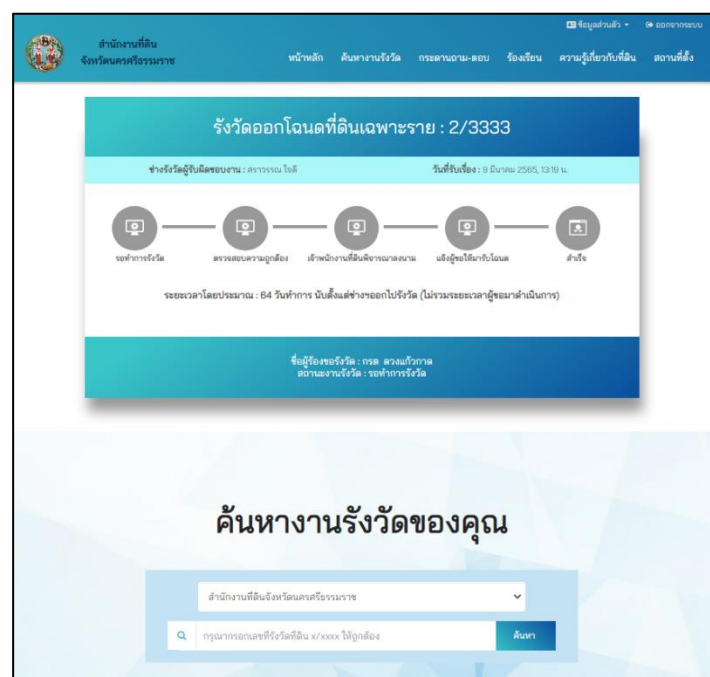 ข้อมูลส่วนตัว
ออกจากระบบ
สำนักงานที่ดิน
จังหวัดนครศรีธรรมราช
หน้าหลัก ค้นหางานรังวัด กระดานถาม-ตอบ ร้องเรียน ความรู้เกี่ยวกับที่ดิน สถานที่ตั้ง
รังวัดออกโฉนดที่ดินเฉพาะราย : 2/3333
ช่างรังวัดผู้รับผิดชอบงาน : ศราวรรณ ใจดี วันที่รับเรื่อง : 9 มีนาคม 2565, 13:19 น.
รอทำการรังวัด ตรวจสอบความถูกต้อง เจ้าพนักงานที่ดินพิจารณาลงนาม แจ้งผู้ขอให้มารับโฉนด สำเร็จ
ระยะเวลาโดยประมาณ : 64 วันทำการ นับตั้งแต่ช่างฯออกไปรังวัด (ไม่รวมระยะเวลาผู้ขอมาดำเนินการ)
ชื่อผู้ร้องขอรังวัด : กรด ดวงแก้วกาด
สถานะงานรังวัด : รอทำการรังวัด
ค้นหางานรังวัดของคุณ
สำนักงานที่ดินจังหวัดนครศรีธรรมราช
กรุณากรอกเลขที่รังวัดที่ดิน x/xxxx ให้ถูกต้อง ค้นหา